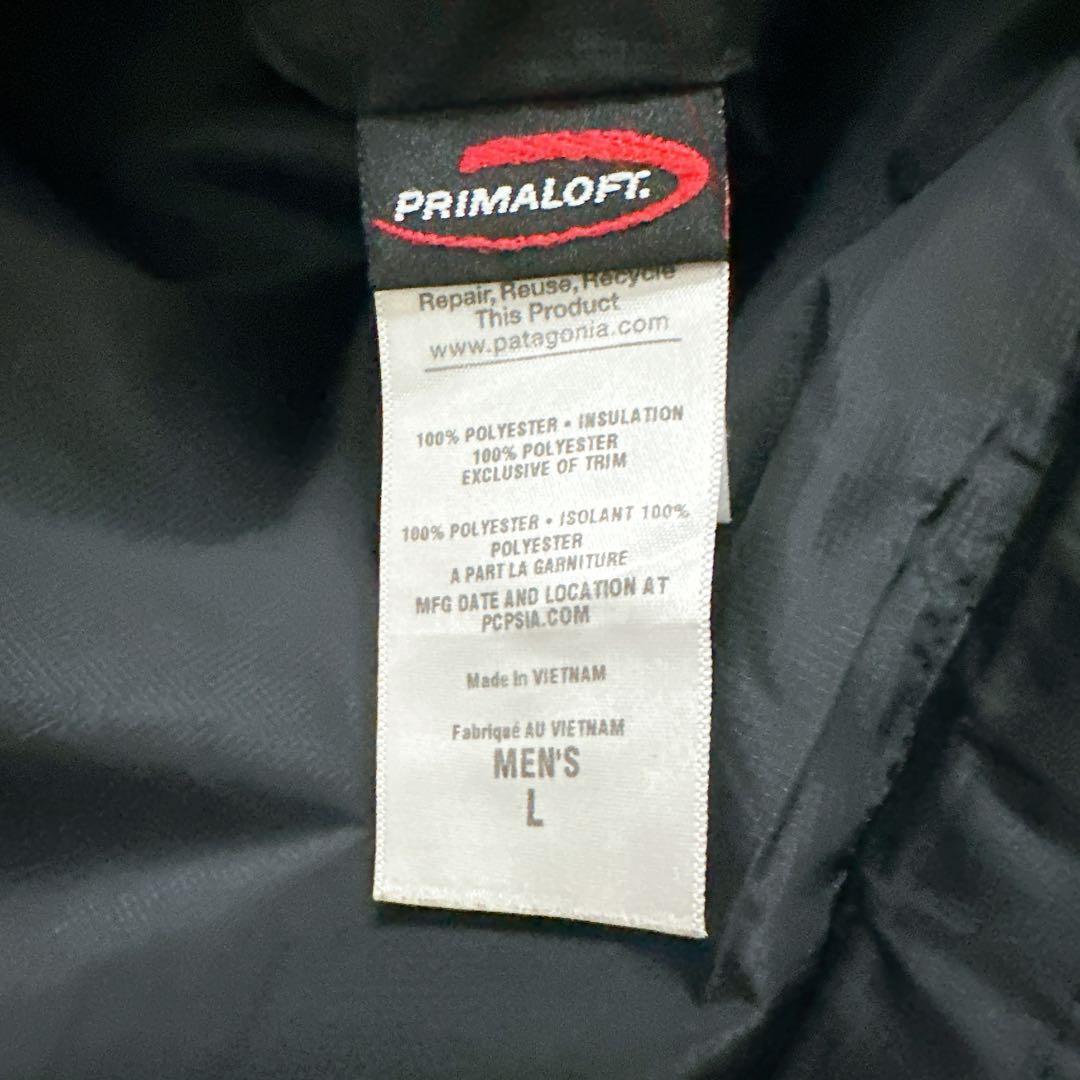 PRIMALOFT.
Repair, Reuse, Recycle
This Product
www.patagonia.com
100% POLYESTER • INSULATION
100% POLYESTER
EXCLUSIVE OF TRIM
100% POLYESTER • ISOLANT 100%
POLYESTER
A PART LA GARNITURE
MFG DATE AND LOCATION AT
PCPSIA.COM
Made in VIETNAM
Fabriqué AU VIETNAM
MEN'S
L